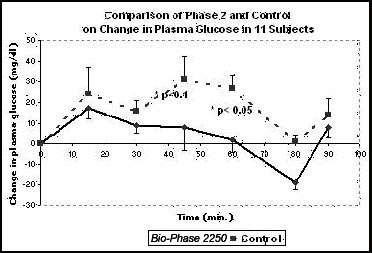 Comparison of Phase 2 and Control
on Change in Plasma Glucose in 11 Subjects
Change in plasma glucose (mg/dl)
50
40
30
20
10
0
-10
-20
-30
* p<0.1
* p< 0.05
0 10 20 30 40 50 60 70 80 90 100
Time (min.)
Bio-Phase 2250 Control